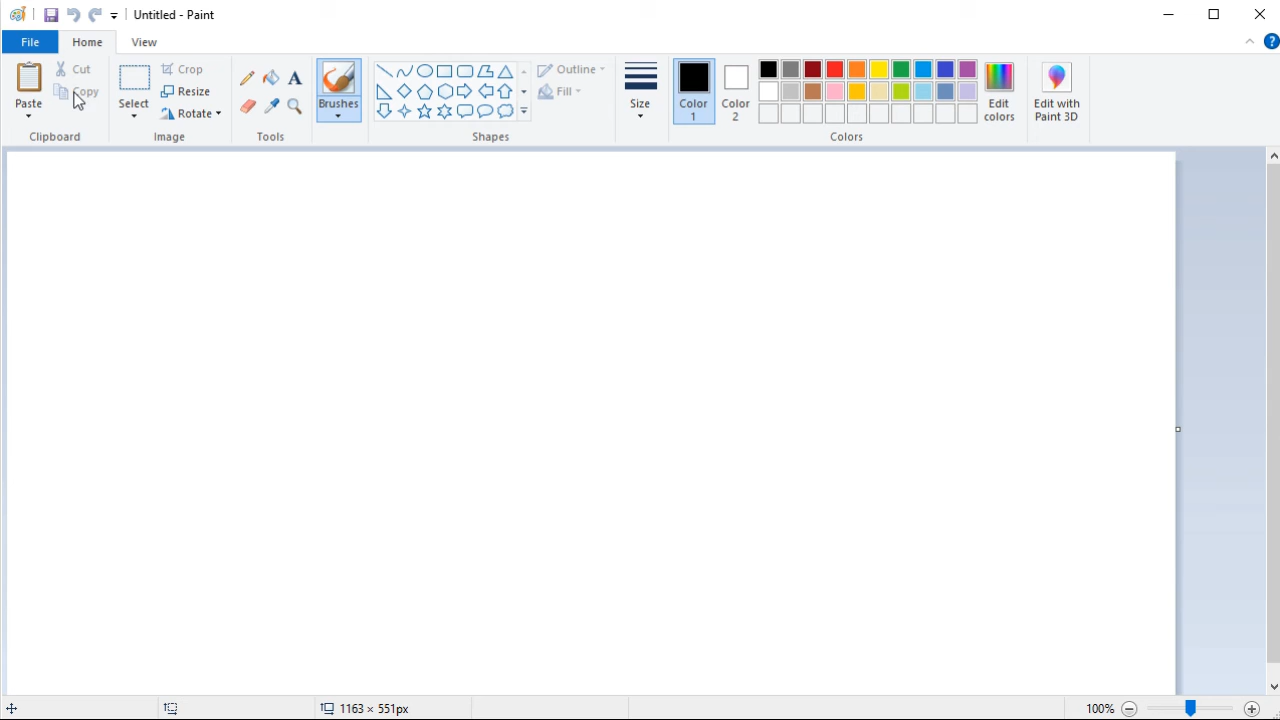 Untitled - Paint
File Home View
Paste Cut Copy Clipboard
Select Crop Resize Rotate Image
Tools
Brushes
Shapes Outline Fill
Size
Color 1 Color 2 Colors Edit colors
Edit with Paint 3D
1163 × 551px 100%